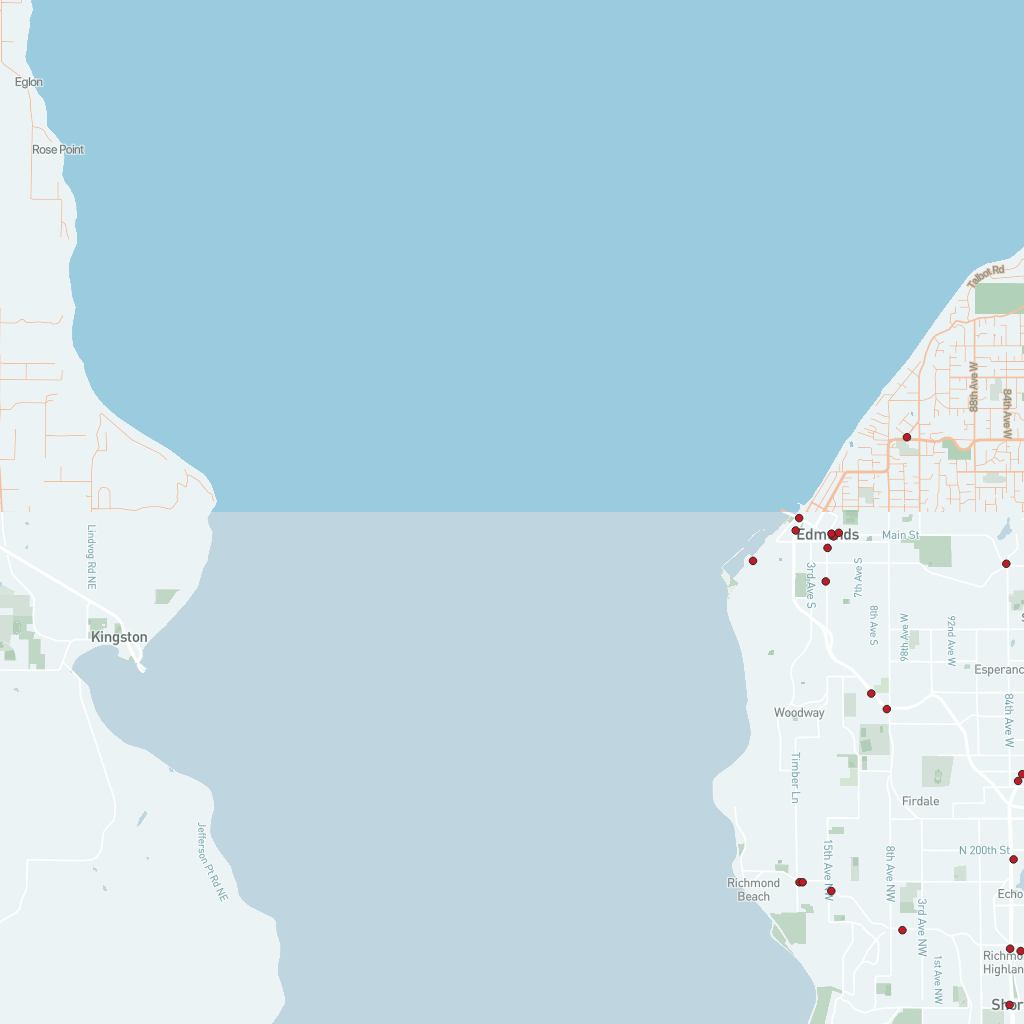 Eglon
Rose Point
Talbot Rd
88th Ave W
84th Ave W
Edmonds
Main St
Lindvog Rd NE
3rd Ave S
7th Ave S
8th Ave S
98th Ave W
92nd Ave W
Kingston
Esperanc
84th Ave W
Woodway
Timber Ln
Firdale
Jefferson Pt Rd NE
15th Ave NW
8th Ave NW
N 200th St
Richmond
Beach
Echo
3rd Ave NW
1st Ave NW
Richmo
Highlan
Shor